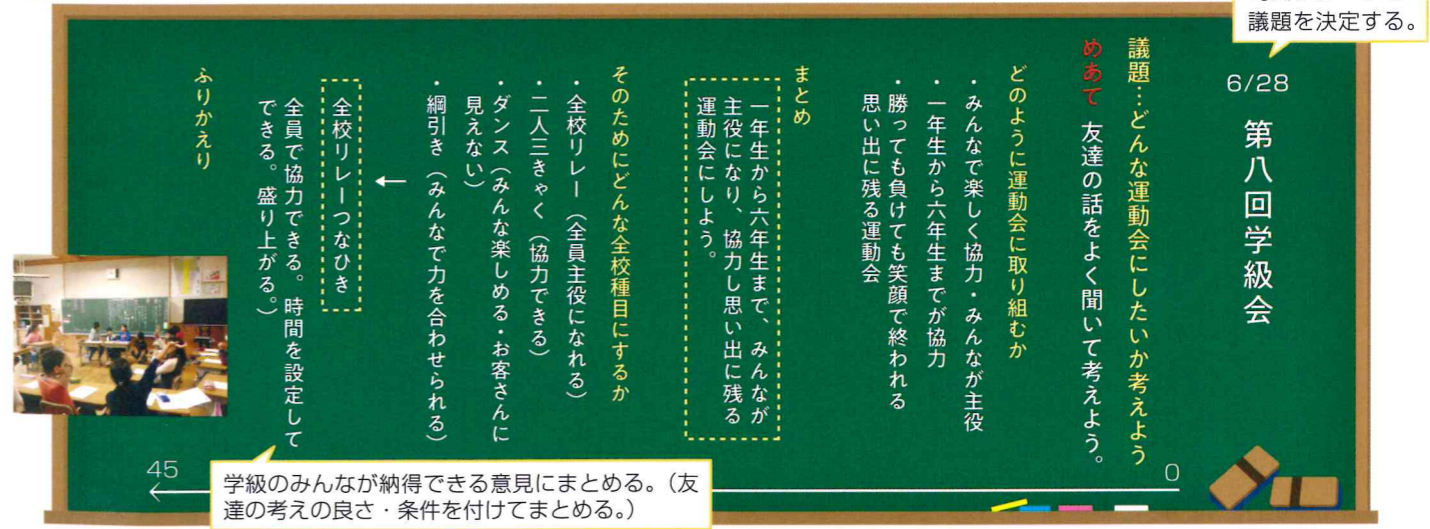 議題を決定する。
6/28
第八回学級会
議題…どんな運動会にしたいか考えよう
めあて 友達の話をよく聞いて考えよう。
どのように運動会に取り組むか
・みんなで楽しく協力・みんなが主役
・一年生から六年生までが協力
・勝っても負けても笑顔で終われる
思い出に残る運動会
まとめ
一年生から六年生まで、みんなが
主役になり、協力し思い出に残る
運動会にしよう。
そのためにどんな全校種目にするか
・全校リレー（全員主役になれる）
・二人三きゃく（協力できる）
・ダンス（みんな楽しめる・お客さんに
見えない）
・綱引き（みんなで力を合わせられる）
←
全校リレーつなひき
全員で協力できる。時間を設定して
できる。盛り上がる。）
ふりかえり
0
45
学級のみんなが納得できる意見にまとめる。（友
達の考えの良さ・条件を付けてまとめる。）